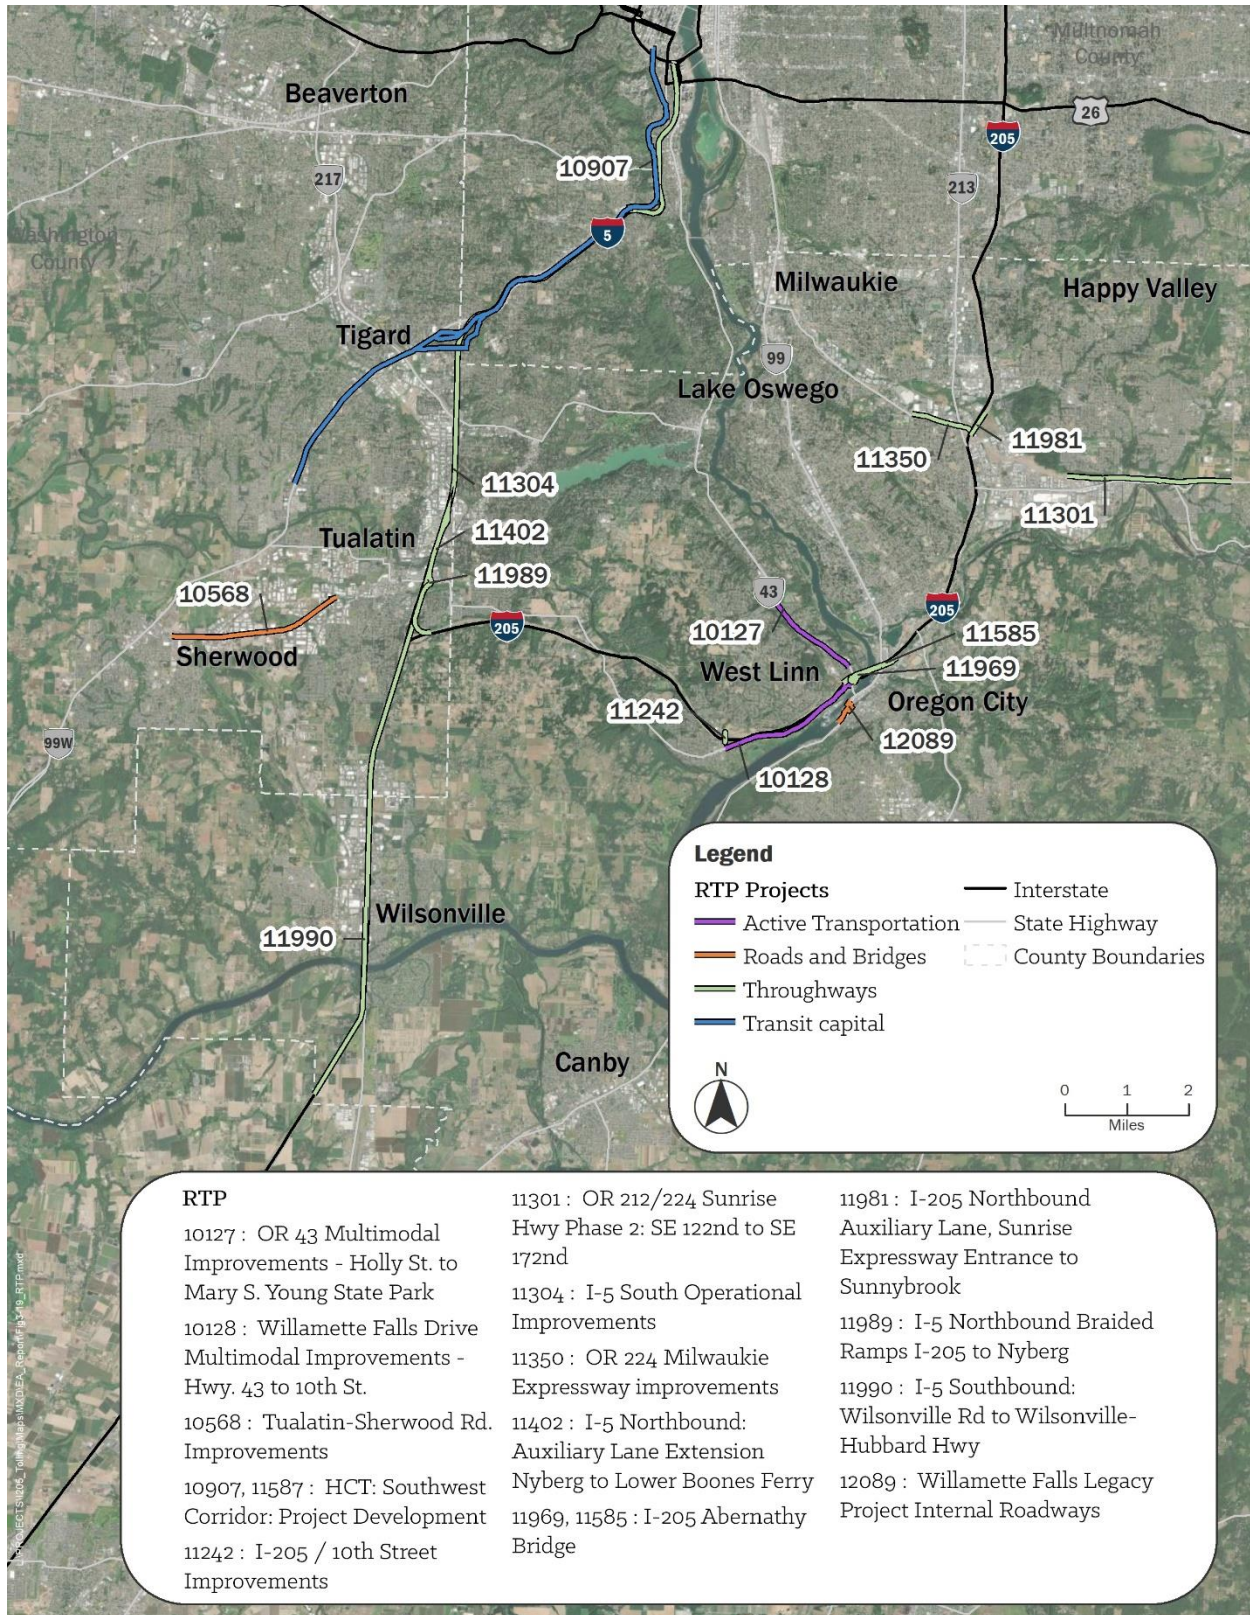 Multnomah
County
Beaverton
26
205
10907
217
213
Washington
County
5
Milwaukie
Happy Valley
Tigard
99
Lake Oswego
11981
11350
11304
11301
Tualatin
11402
11989
10568
43
205
205
10127
11585
Sherwood
West Linn
11969
11242
Oregon City
99W
12089
10128
Legend
RTP Projects
Interstate
Active Transportation
State Highway
Roads and Bridges
County Boundaries
Throughways
Transit capital
Wilsonville
11990
Canby
N
0 1 2
Miles
RTP
10127 : OR 43 Multimodal
Improvements - Holly St. to
Mary S. Young State Park
10128 : Willamette Falls Drive
Multimodal Improvements -
Hwy. 43 to 10th St.
10568 : Tualatin-Sherwood Rd.
Improvements
10907, 11587 : HCT: Southwest
Corridor: Project Development
11242 : I-205 / 10th Street
Improvements
11301 : OR 212/224 Sunrise
Hwy Phase 2: SE 122nd to SE
172nd
11304 : I-5 South Operational
Improvements
11350 : OR 224 Milwaukie
Expressway improvements
11402 : I-5 Northbound:
Auxiliary Lane Extension
Nyberg to Lower Boones Ferry
11969, 11585 : I-205 Abernathy
Bridge
11981 : I-205 Northbound
Auxiliary Lane, Sunrise
Expressway Entrance to
Sunnybrook
11989 : I-5 Northbound Braided
Ramps I-205 to Nyberg
11990 : I-5 Southbound:
Wilsonville Rd to Wilsonville-
Hubbard Hwy
12089 : Willamette Falls Legacy
Project Internal Roadways